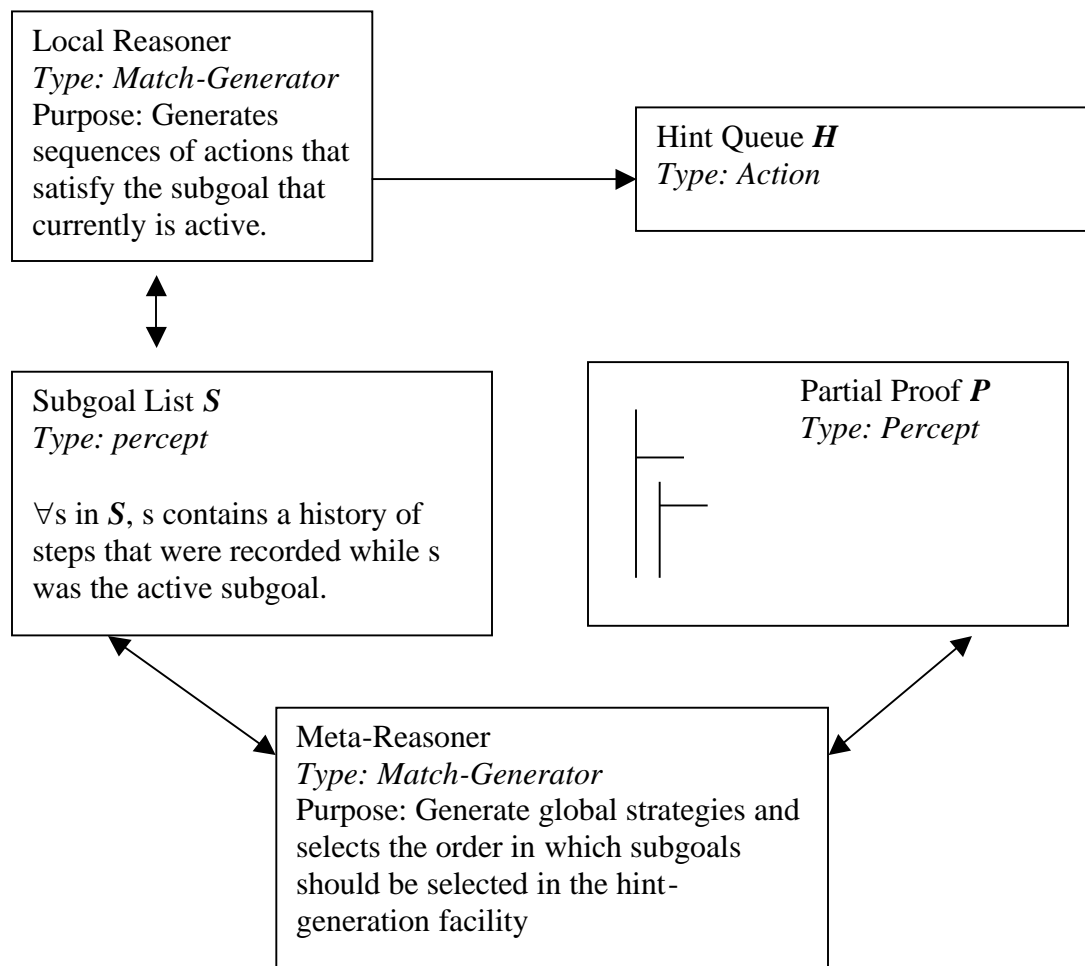 Local Reasoner
Type: Match-Generator
Purpose: Generates
sequences of actions that
satisfy the subgoal that
currently is active.
Hint Queue H
Type: Action
Subgoal List S
Type: percept
∀s in S, s contains a history of
steps that were recorded while s
was the active subgoal.
Partial Proof P
Type: Percept
Meta-Reasoner
Type: Match-Generator
Purpose: Generate global strategies and
selects the order in which subgoals
should be selected in the hint-
generation facility